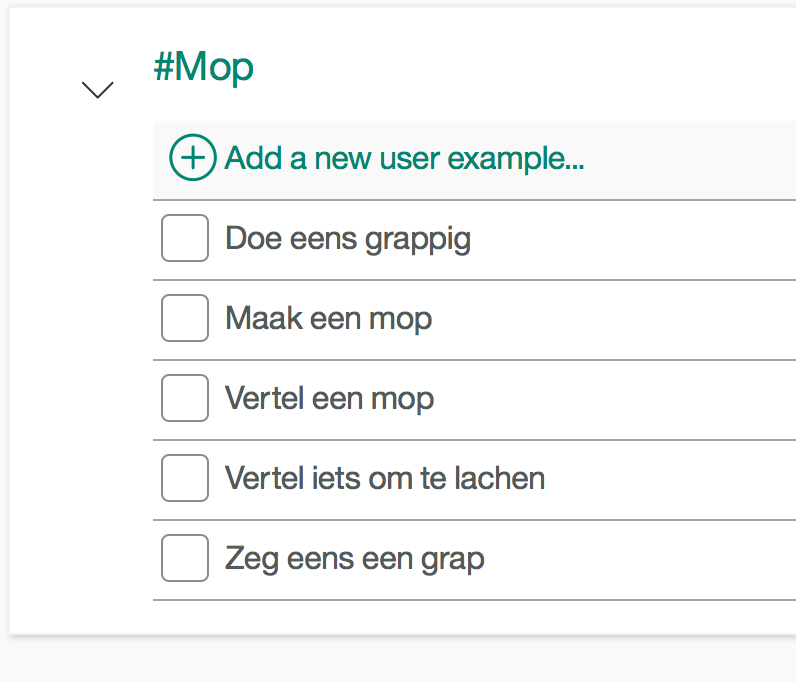 #Mop
Add a new user example...
Doe eens grappig
Maak een mop
Vertel een mop
Vertel iets om te lachen
Zeg eens een grap